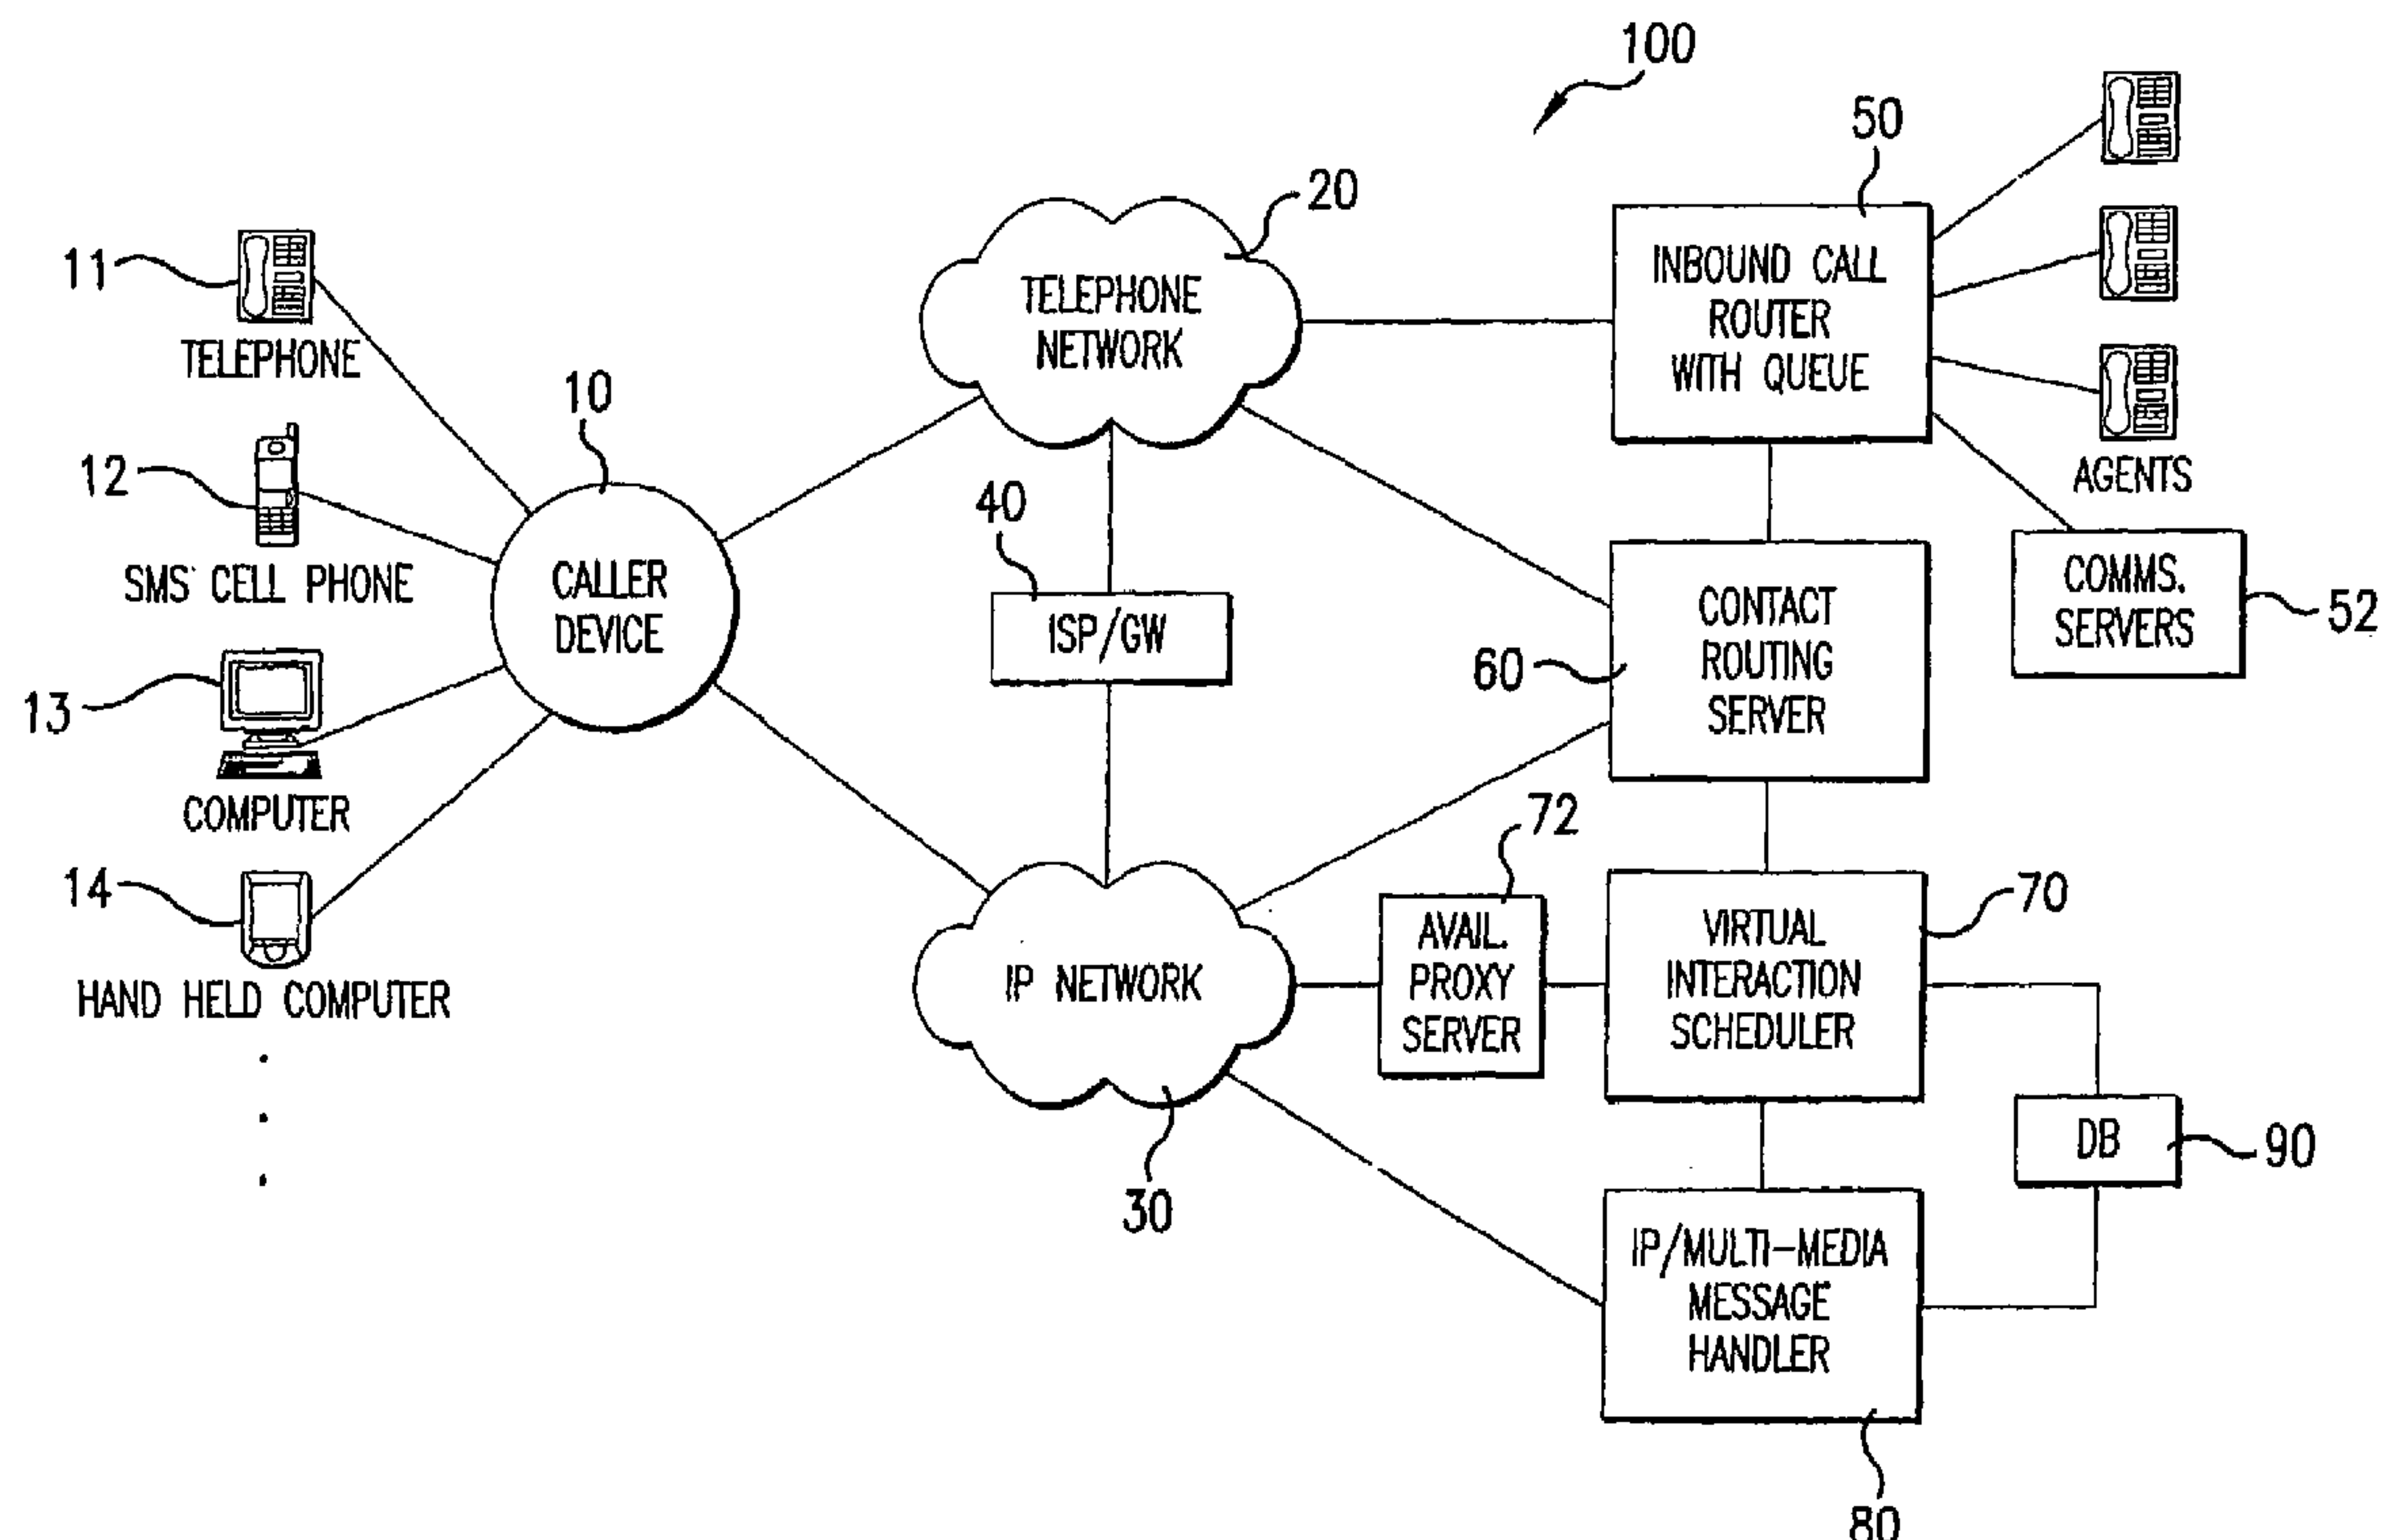 100
50
20
11
TELEPHONE
NETWORK
INBOUND CALL
ROUTER
WITH QUEUE
TELEPHONE
10
12
40
AGENTS
SMS CELL PHONE
CALLER
DEVICE
ISP/GW
CONTACT
ROUTING
SERVER
60
COMMS.
SERVERS
52
13
COMPUTER
72
14
HAND HELD COMPUTER
IP NETWORK
AVAIL.
PROXY
SERVER
VIRTUAL
INTERACTION
SCHEDULER
70
DB
90
30
IP/MULTI-MEDIA
MESSAGE
HANDLER
80